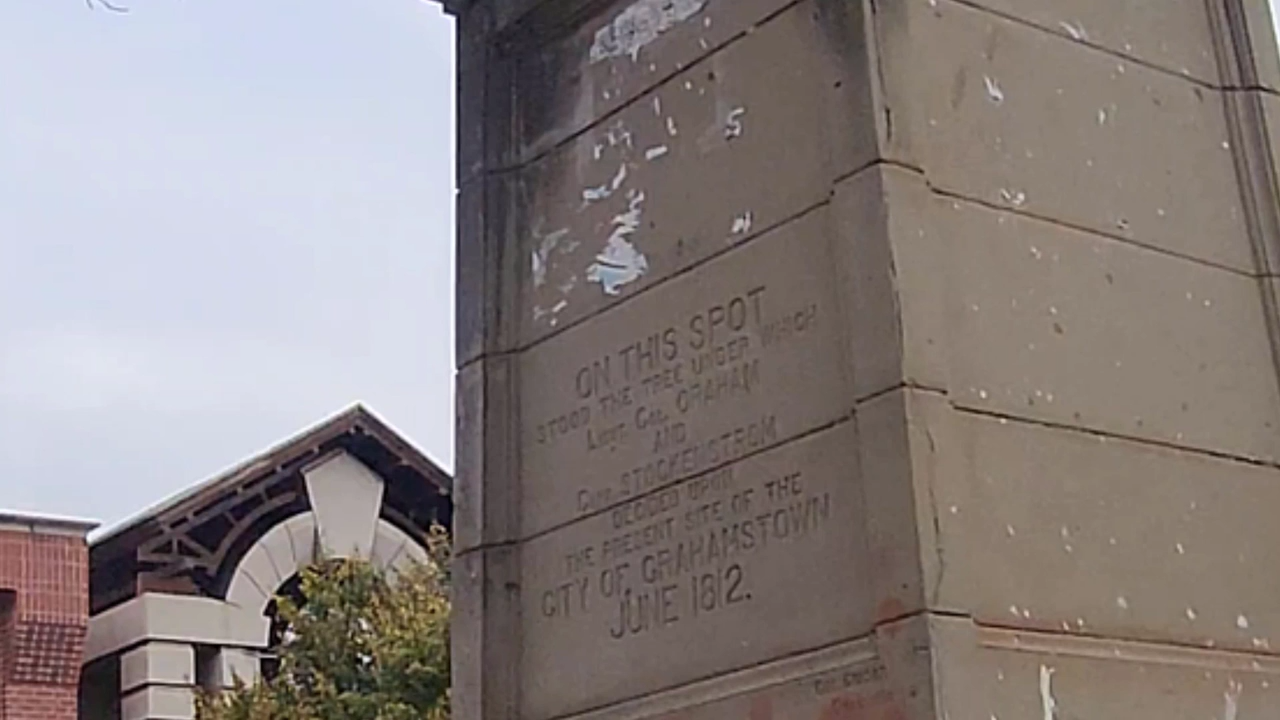 ON THIS SPOT
STOOD THE TREE UNDER WHICH
LIEUT. COL. GRAHAM
AND
CAPT. STOCKENSTROM
DECIDED UPON
THE PRESENT SITE OF THE
CITY OF GRAHAMSTOWN
JUNE 1812.